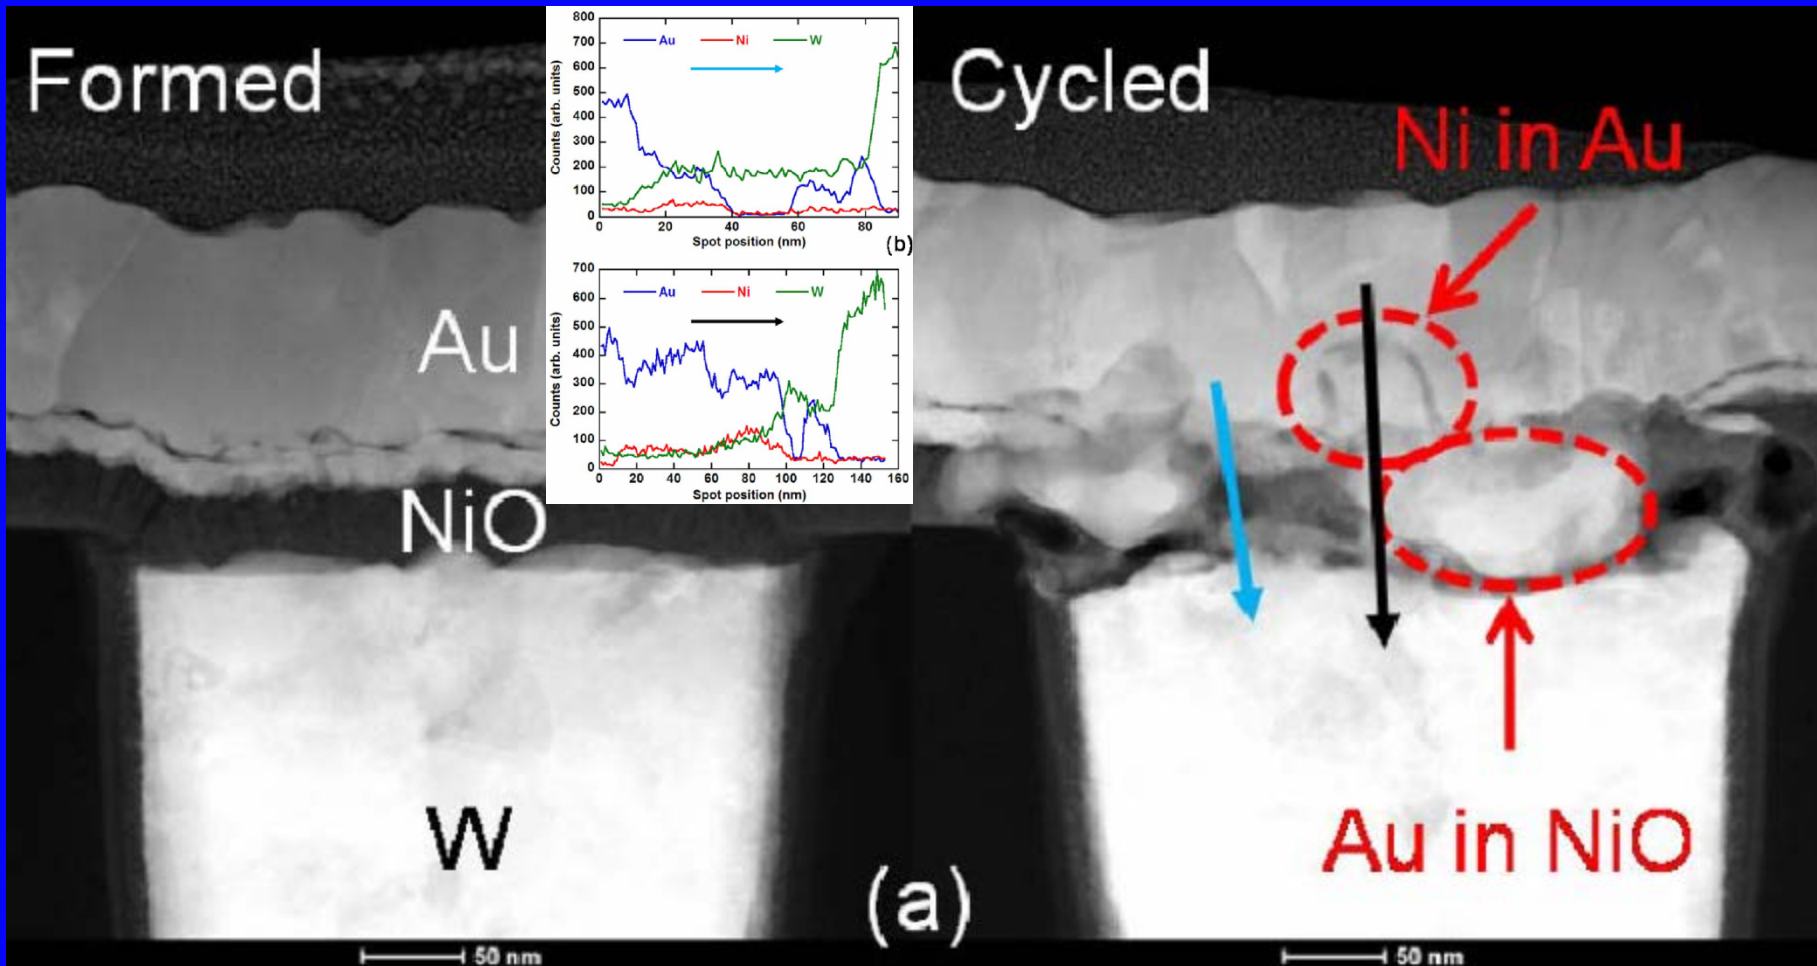 Formed
Au
NiO
W
50 nm
800
700
600
500
400
300
200
100
0
Counts (arb. units)
Au Ni W
0 20 40 60 80
Spot position (nm)
(b)
700
600
500
400
300
200
100
0
Counts (arb. units)
Au Ni W
0 20 40 60 80 100 120 140 160
Spot position (nm)
Cycled
Ni in Au
Au in NiO
(a)
50 nm